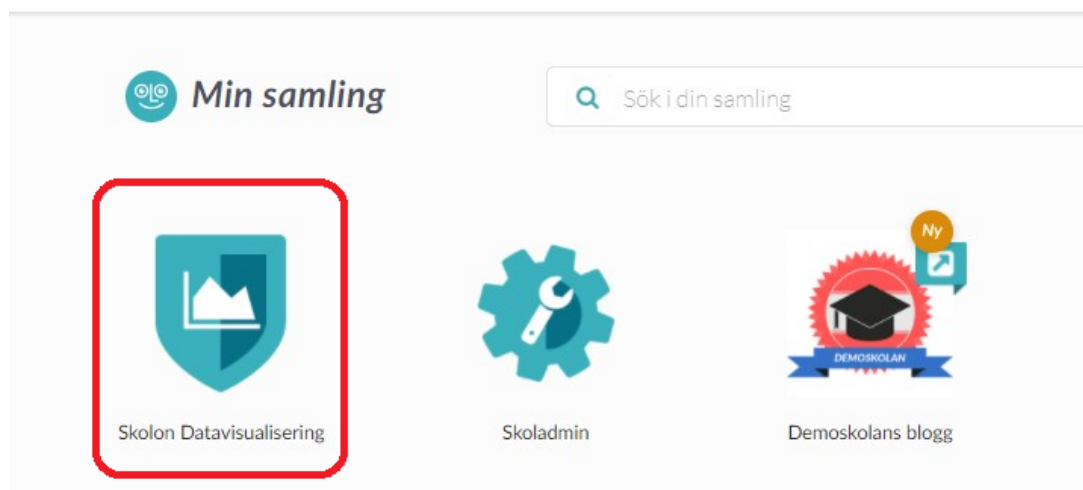 Min samling
Sök i din samling
Ny
DEMOSKOLAN
Skolon Datavisualisering
Skoladmin
Demoskolans blogg